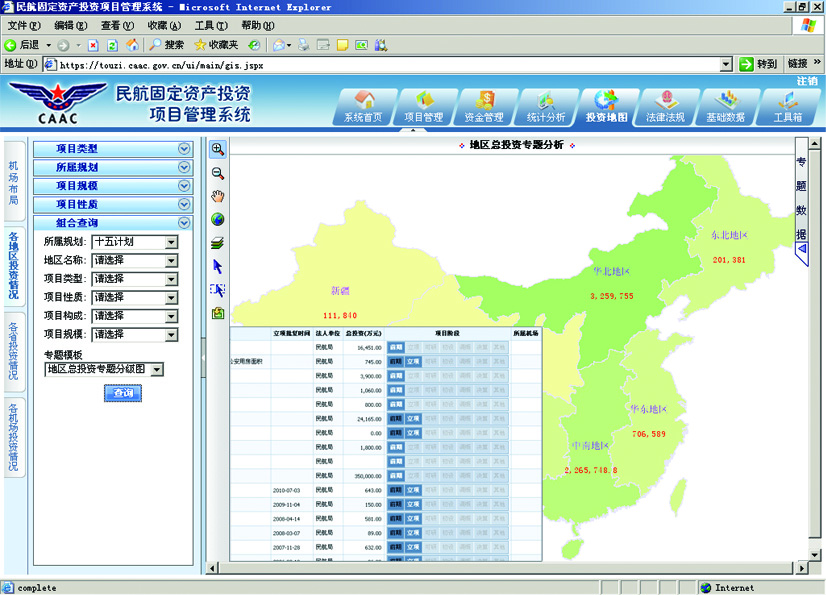 民航固定资产投资项目管理系统 - Microsoft Internet Explorer
文件(F) 编辑(E) 查看(V) 收藏(A) 工具(T) 帮助(H)
后退 搜索 收藏夹
地址(D) https://touzi.caac.gov.cn/ui/main/gis.jspx 转到 链接 »
注销
CAAC
民航固定资产投资
项目管理系统
系统首页 项目管理 资金管理 统计分析 投资地图 法律法规 基础数据 工具箱
机场布局
各地区投资情况
各省投资情况
各机场投资情况
项目类型
所属规划
项目规模
项目性质
组合查询
所属规划: 十五计划
地区名称: 请选择
项目类型: 请选择
项目性质: 请选择
项目构成: 请选择
项目规模: 请选择
专题模板
地区总投资专题分级图
查询
地区总投资专题分析
专题数据
东北地区
201,381
华北地区
3,259,755
新疆
111,840
华东地区
706,589
中南地区
2,265,748.8
立项批复时间 法人单位 总投资(万元) 项目阶段 所属机场
民航局 16,451.00 前期
公安用房面积 民航局 745.00 前期 立项
民航局 3,900.00 前期
民航局 1,060.00 前期
民航局 800.00 前期
民航局 24,165.00 前期 立项
民航局 0.00 前期 立项
民航局 1,800.00 前期
民航局 前期
民航局 350,000.00 前期
2010-07-03 民航局 643.00 前期 立项
2009-11-04 民航局 150.00 前期 立项
2008-04-14 民航局 581.00 前期 立项
2008-03-07 民航局 89.00 前期 立项
2007-11-28 民航局 632.00 前期 立项
complete Internet